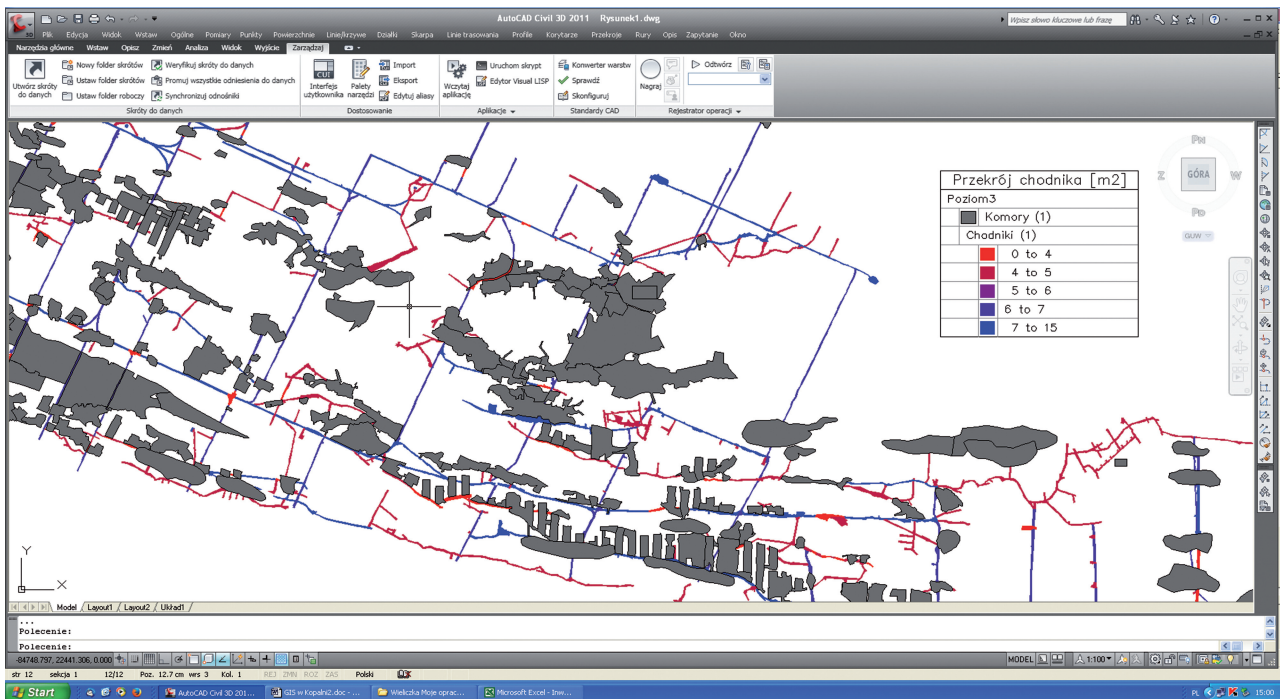 AutoCAD Civil 3D 2011 Rysunek1.dwg
Wpisz słowo kluczowe lub frazę
3D Plik Edycja Widok Wstaw Ogólne Pomiary Punkty Powierzchnie Linie/krzywe Działki Skarpa Linie trasowania Profile Korytarze Przekroje Rury Opis Zapytanie Okno
Narzędzia główne Wstaw Opisz Zmień Analiza Widok Wyjście Zarządzaj
Utwórz skróty do danych
Nowy folder skrótów
Ustaw folder skrótów
Ustaw folder roboczy
Weryfikuj skróty do danych
Promuj wszystkie odniesienia do danych
Synchronizuj odnośniki
Skróty do danych
CUI
Interfejs użytkownika
Palety narzędzi
Import
Eksport
Edytuj aliasy
Dostosowanie
Wczytaj aplikację
Uruchom skrypt
Edytor Visual LISP
Aplikacje
Konwerter warstw
Sprawdź
Skonfiguruj
Standardy CAD
Nagraj
Odtwórz
Rejestrator operacji
PN
Z GÓRA W
PD
GUW
Przekrój chodnika [m2]
Poziom3
Komory (1)
Chodniki (1)
0 to 4
4 to 5
5 to 6
6 to 7
7 to 15
Y
X
Model Layout1 Layout2 Układ1
...
Polecenie:
Polecenie:
-84748.797, 22441.306, 0.000
MODEL
1:100
str 12 sekcja 1 12/12 Poz. 12.7 cm wrs 3 Kol. 1 REJ ZMN ROZ ZAS Polski
Start
AutoCAD Civil 3D 201...
GIS w Kopalni2.doc - ...
Wieliczka Moje oprac...
Microsoft Excel - Inw...
PL
15:00